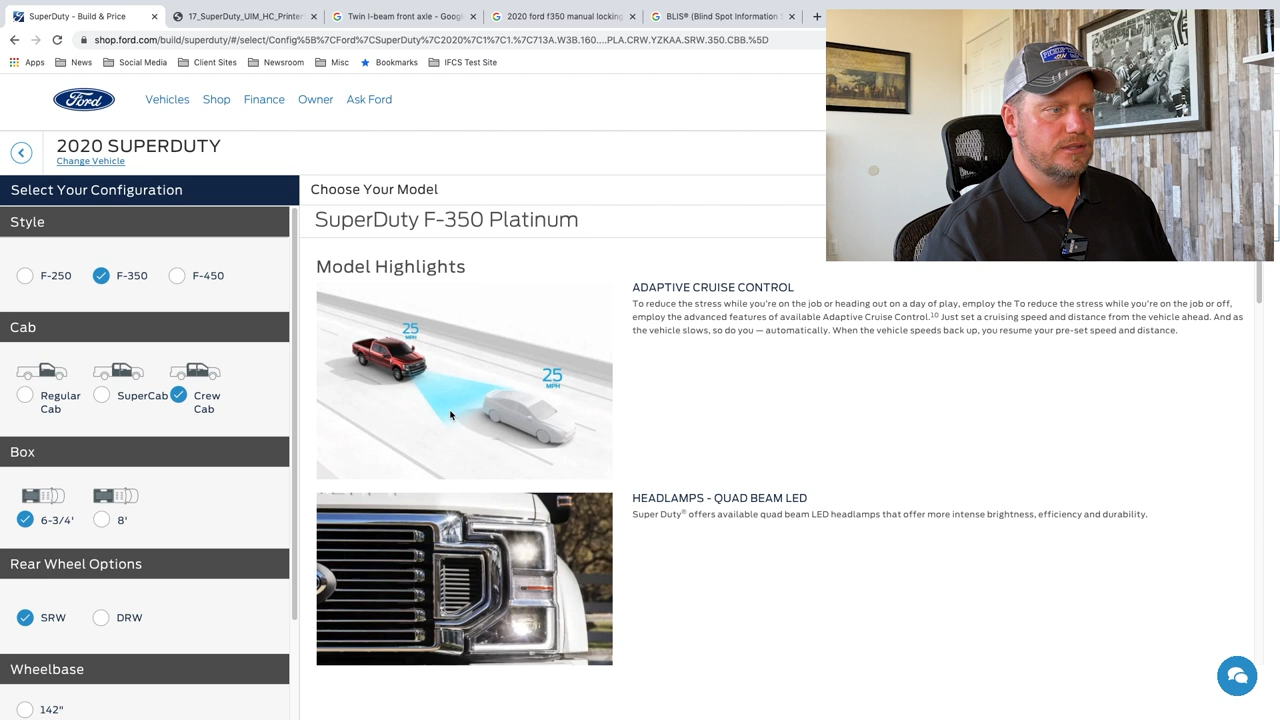 SuperDuty - Build & Price
17_SuperDuty_UIM_HC_Printer
Twin I-beam front axle - Goog
2020 ford f350 manual locking
BLIS® (Blind Spot Information
shop.ford.com/build/superduty/#/select/Config%5B%7CFord%7CSuperDuty%7C2020%7C1%7C1.%7C713A.W3B.160....PLA.CRW.YZKAA.SRW.350.CBB.%5D
Apps
News
Social Media
Client Sites
Newsroom
Misc
Bookmarks
IFCS Test Site
Ford
Vehicles
Shop
Finance
Owner
Ask Ford
2020 SUPERDUTY
Change Vehicle
Select Your Configuration
Style
F-250
F-350
F-450
Cab
Regular
Cab
SuperCab
Crew
Cab
Box
6-3/4'
8'
Rear Wheel Options
SRW
DRW
Wheelbase
142"
Choose Your Model
SuperDuty F-350 Platinum
Model Highlights
25
MPH
25
MPH
ADAPTIVE CRUISE CONTROL
To reduce the stress while you're on the job or heading out on a day of play, employ the To reduce the stress while you're on the job or off,
employ the advanced features of available Adaptive Cruise Control.10 Just set a cruising speed and distance from the vehicle ahead. And as
the vehicle slows, so do you — automatically. When the vehicle speeds back up, you resume your pre-set speed and distance.
HEADLAMPS - QUAD BEAM LED
Super Duty® offers available quad beam LED headlamps that offer more intense brightness, efficiency and durability.